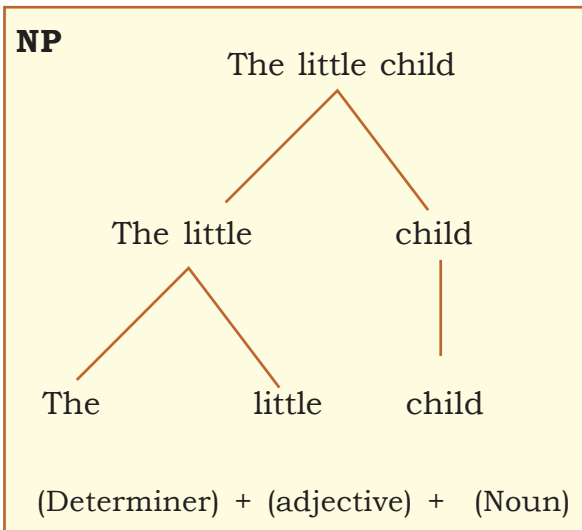 NP
The little child
The little child
The little child
(Determiner) + (adjective) + (Noun)